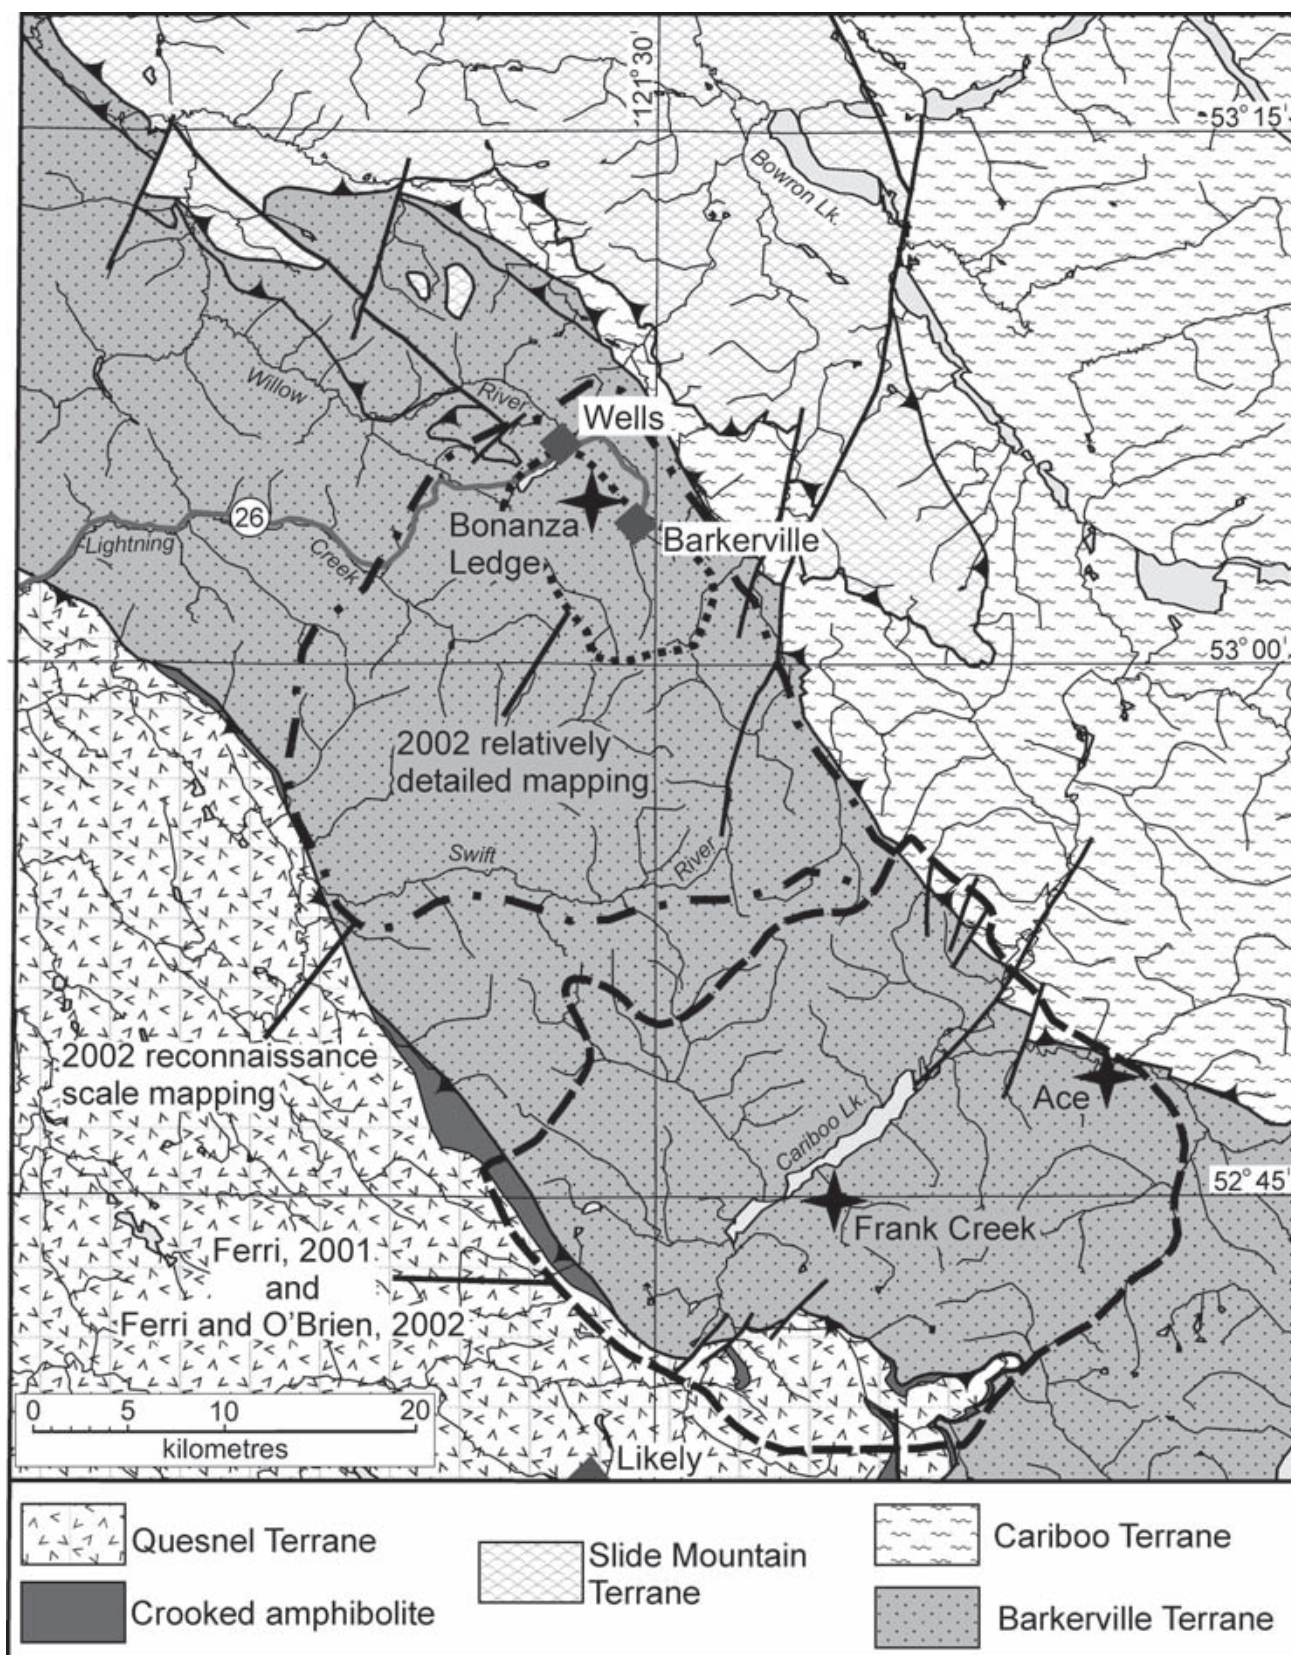 121° 30'
53° 15'
Bowron Lk.
Willow
River
Wells
26
Lightning
Creek
Bonanza
Ledge
Barkerville
53° 00'
2002 relatively
detailed mapping
Swift
River
2002 reconnaissance
scale mapping
Ace
Cariboo Lk.
52° 45'
Frank Creek
Ferri, 2001
and
Ferri and O'Brien, 2002
0 5 10 20
kilometres
Likely
Quesnel Terrane
Crooked amphibolite
Slide Mountain
Terrane
Cariboo Terrane
Barkerville Terrane